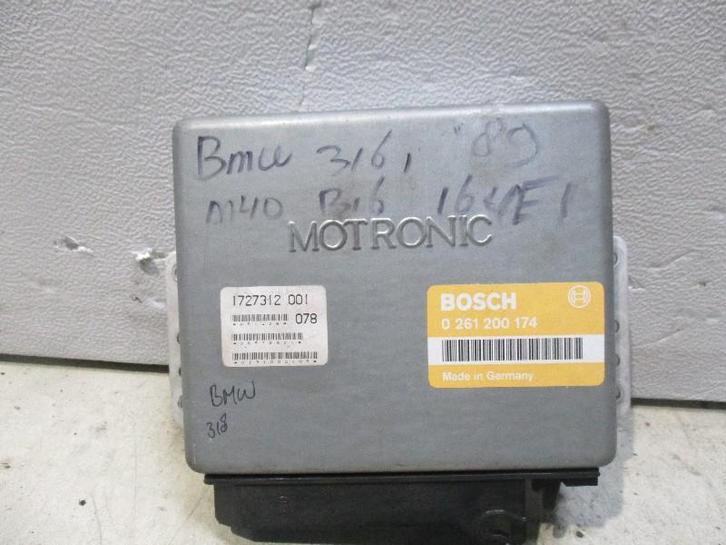 BMW 316i '89
M40 B16 164E1
MOTRONIC
1727312 001
078
BOSCH
0 261 200 174
Made in Germany
BMW
318